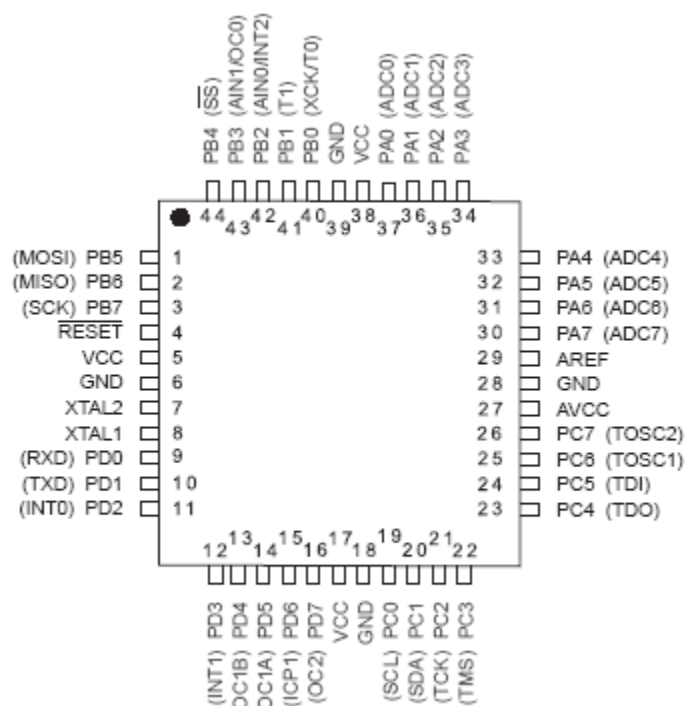 PB4 (SS)
PB3 (AIN1/OC0)
PB2 (AIN0/INT2)
PB1 (T1)
PB0 (XCK/T0)
GND
VCC
PA0 (ADC0)
PA1 (ADC1)
PA2 (ADC2)
PA3 (ADC3)
44 43 42 41 40 39 38 37 36 35 34
(MOSI) PB5 1
(MISO) PB6 2
(SCK) PB7 3
RESET 4
VCC 5
GND 6
XTAL2 7
XTAL1 8
(RXD) PD0 9
(TXD) PD1 10
(INT0) PD2 11
33 PA4 (ADC4)
32 PA5 (ADC5)
31 PA6 (ADC6)
30 PA7 (ADC7)
29 AREF
28 GND
27 AVCC
26 PC7 (TOSC2)
25 PC6 (TOSC1)
24 PC5 (TDI)
23 PC4 (TDO)
12 13 14 15 16 17 18 19 20 21 22
(INT1) PD3
OC1B) PD4
OC1A) PD5
(ICP1) PD6
(OC2) PD7
VCC
GND
(SCL) PC0
(SDA) PC1
(TCK) PC2
(TMS) PC3